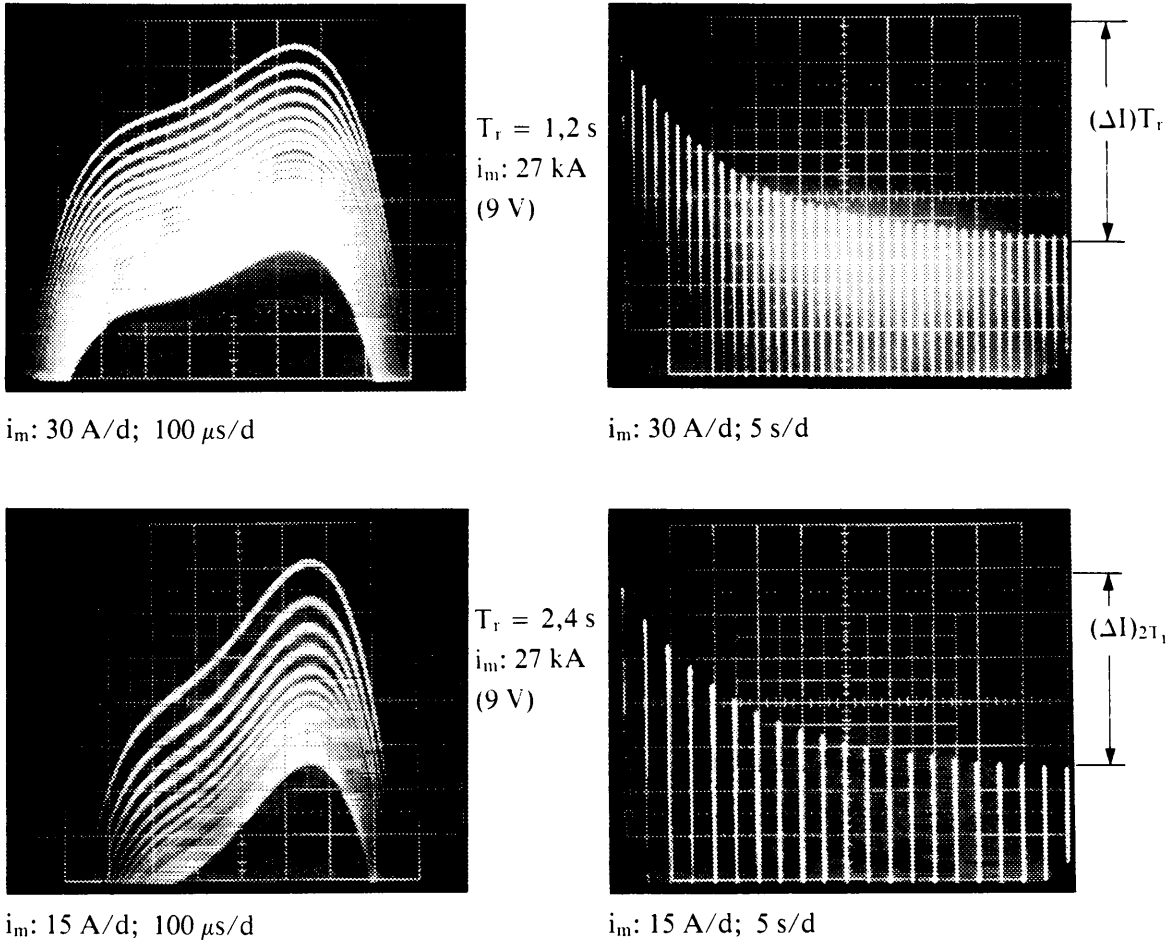 T_r = 1,2 s
i_m: 27 kA
(9 V)
(ΔI)T_r
i_m: 30 A/d; 100 μs/d
i_m: 30 A/d; 5 s/d
T_r = 2,4 s
i_m: 27 kA
(9 V)
(ΔI)_2T_r
i_m: 15 A/d; 100 μs/d
i_m: 15 A/d; 5 s/d